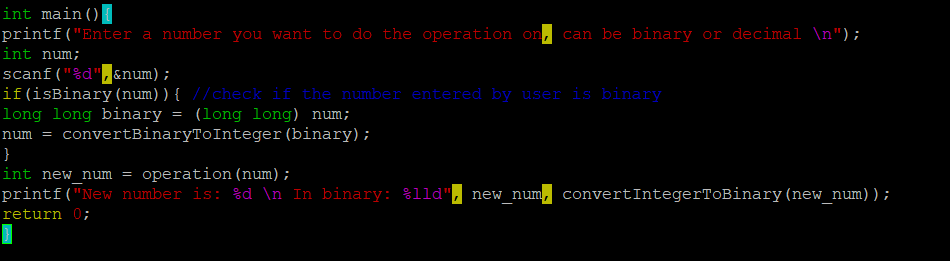 int main(){
printf("Enter a number you want to do the operation on, can be binary or decimal \n");
int num;
scanf("%d",&num);
if(isBinary(num)){ //check if the number entered by user is binary
long long binary = (long long) num;
num = convertBinaryToInteger(binary);
}
int new_num = operation(num);
printf("New number is: %d \n In binary: %lld", new_num, convertIntegerToBinary(new_num));
return 0;
}